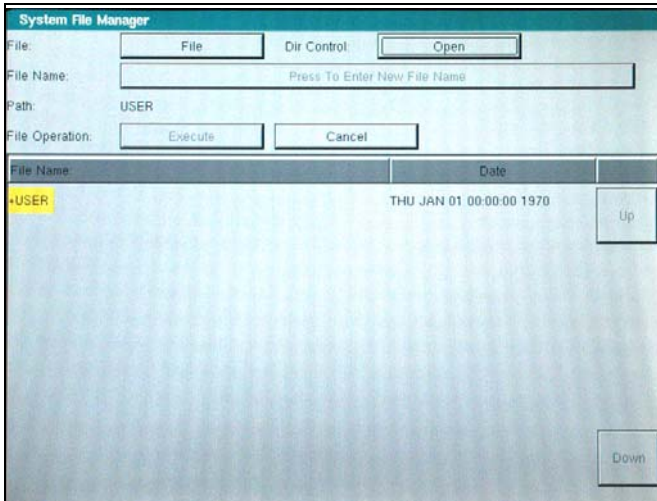 System File Manager
File: File Dir Control: Open
File Name: Press To Enter New File Name
Path: USER
File Operation: Execute Cancel
File Name: Date
+USER THU JAN 01 00:00:00 1970
Up
Down